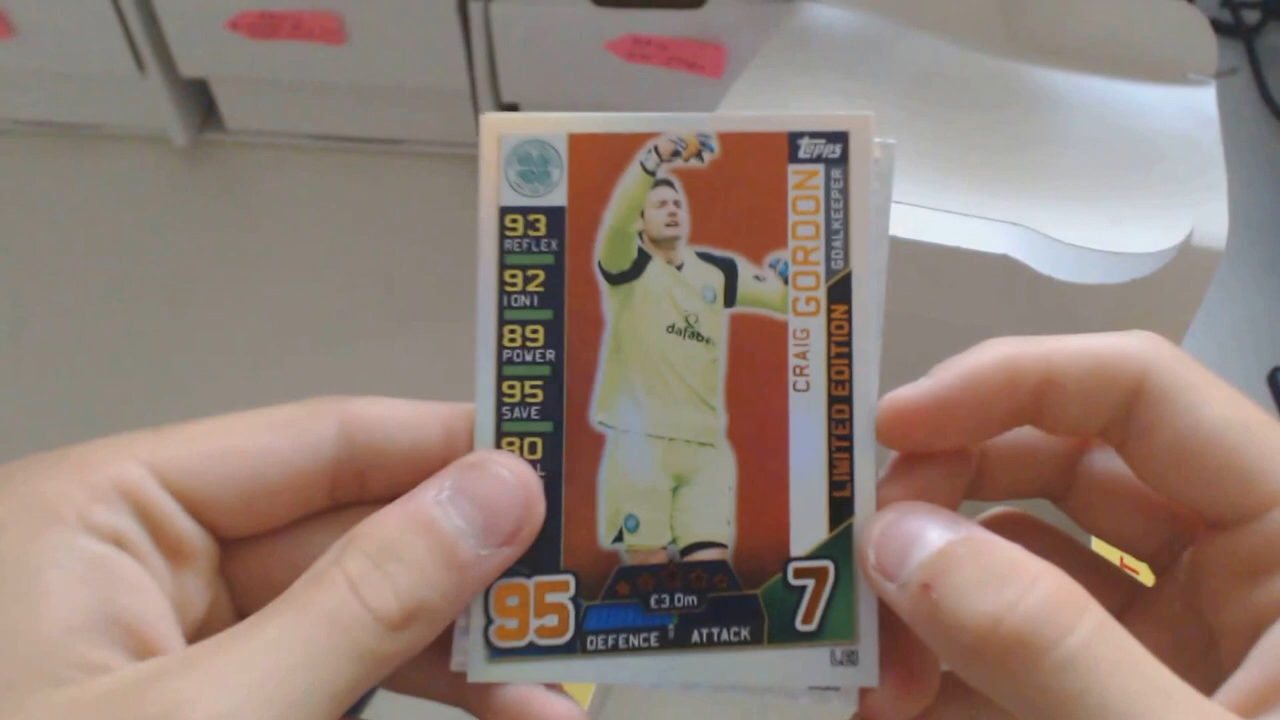 topps
CRAIG GORDON
GOALKEEPER
LIMITED EDITION
93
REFLEX
92
1 ON 1
89
POWER
95
SAVE
80
dafabet
£3.0m
95
DEFENCE
ATTACK
7